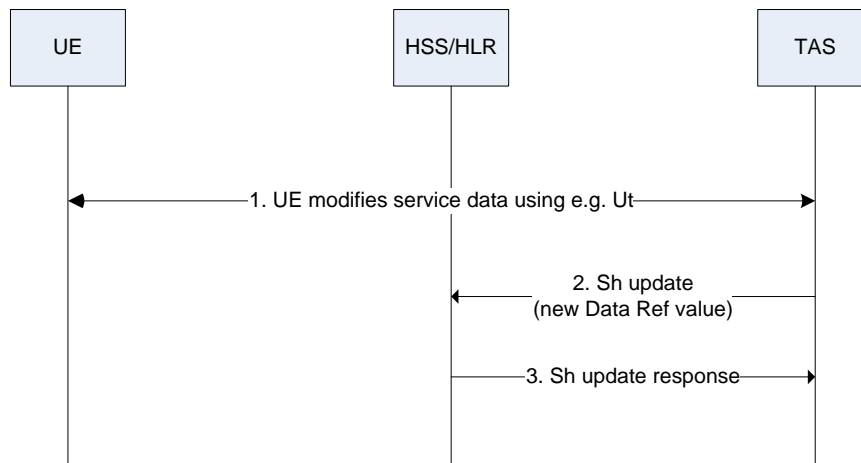 UE
HSS/HLR
TAS
1. UE modifies service data using e.g. Ut
2. Sh update
(new Data Ref value)
3. Sh update response